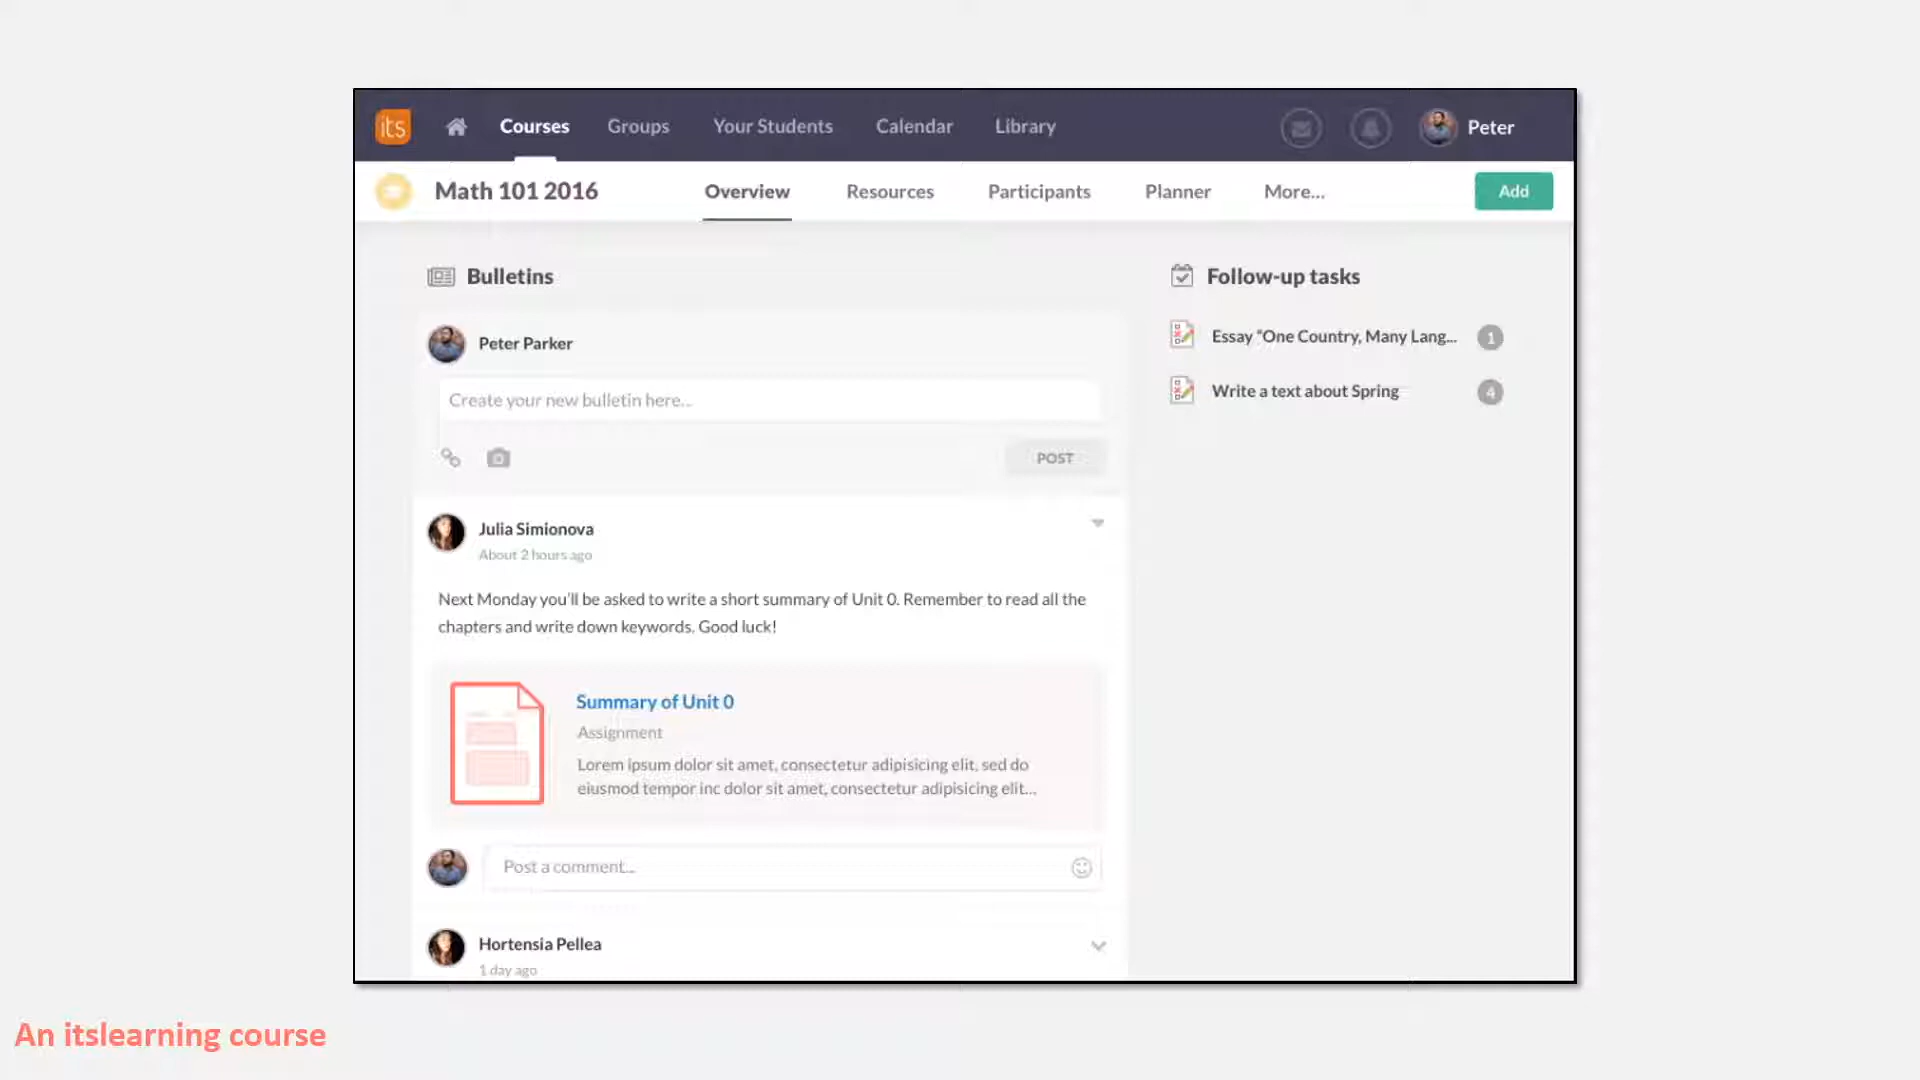 its
Courses
Groups
Your Students
Calendar
Library
Peter
Math 101 2016
Overview
Resources
Participants
Planner
More...
Add
Bulletins
Peter Parker
Create your new bulletin here...
POST
Julia Simionova
About 2 hours ago
Next Monday you'll be asked to write a short summary of Unit 0. Remember to read all the
chapters and write down keywords. Good luck!
Summary of Unit 0
Assignment
Lorem ipsum dolor sit amet, consectetur adipisicing elit, sed do
eiusmod tempor inc dolor sit amet, consectetur adipisicing elit...
Post a comment...
Hortensia Pellea
1 day ago
Follow-up tasks
Essay “One Country, Many Lang...
1
Write a text about Spring
4
An itslearning course